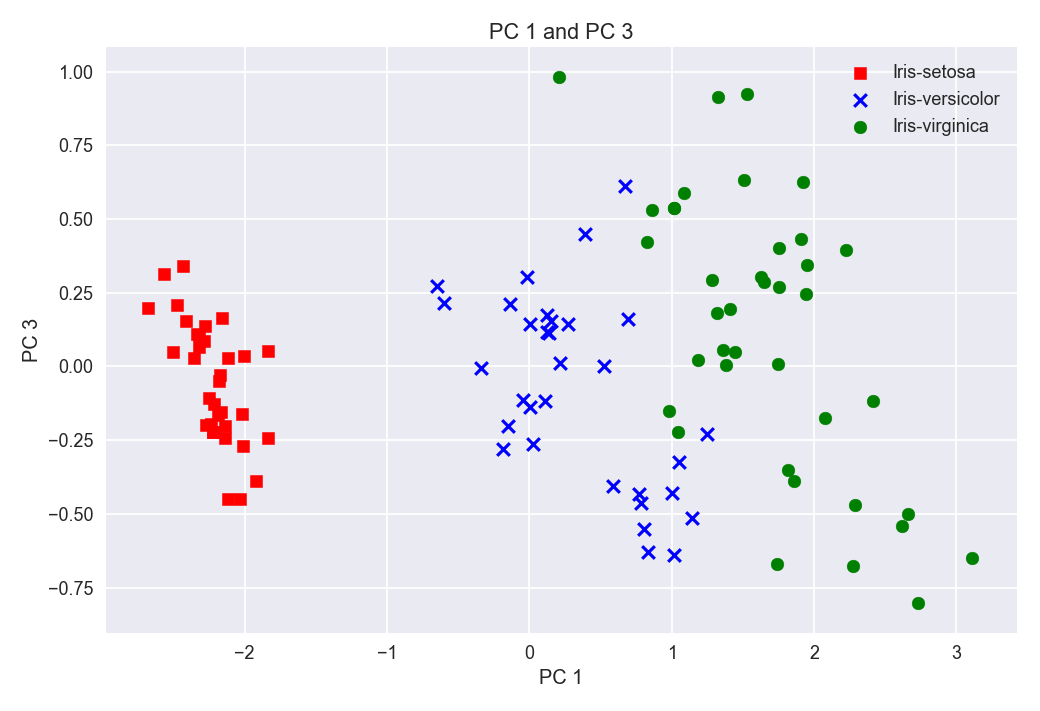 PC 1 and PC 3
Iris-setosa
Iris-versicolor
Iris-virginica
1.00
0.75
0.50
0.25
0.00
−0.25
−0.50
−0.75
PC 3
−2
−1
0
1
2
3
PC 1